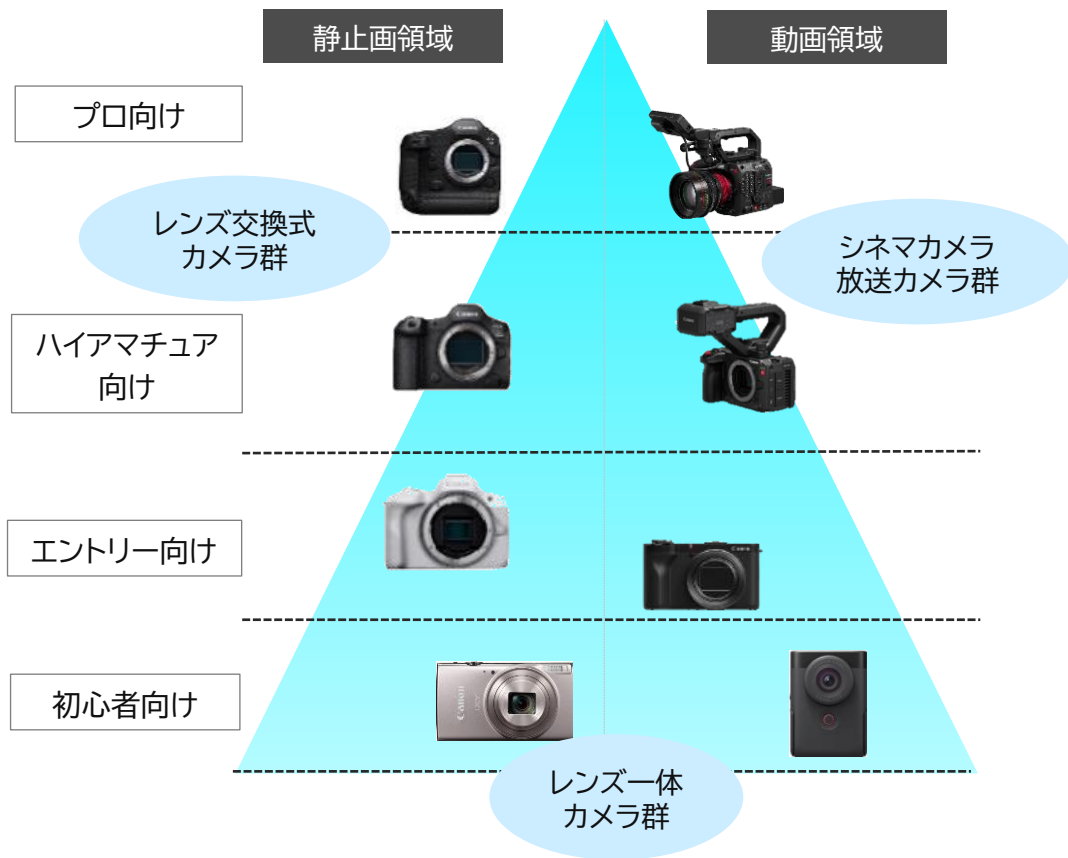 静止画領域
動画領域
プロ向け
レンズ交換式
カメラ群
シネマカメラ
放送カメラ群
ハイアマチュア
向け
エントリー向け
Canon
初心者向け
Canon
レンズ一体
カメラ群